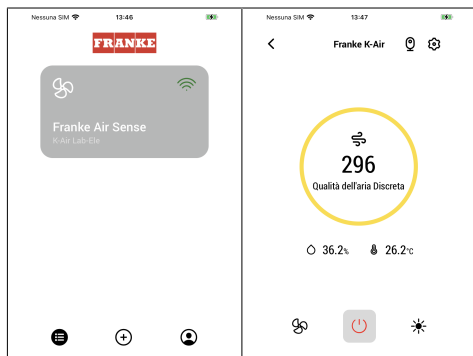 Nessuna SIM 13:46
FRANKE
Franke Air Sense
K-Air Lab-Ele
Nessuna SIM 13:47
Franke K-Air
296
Qualità dell'aria Discreta
36.2% 26.2°C